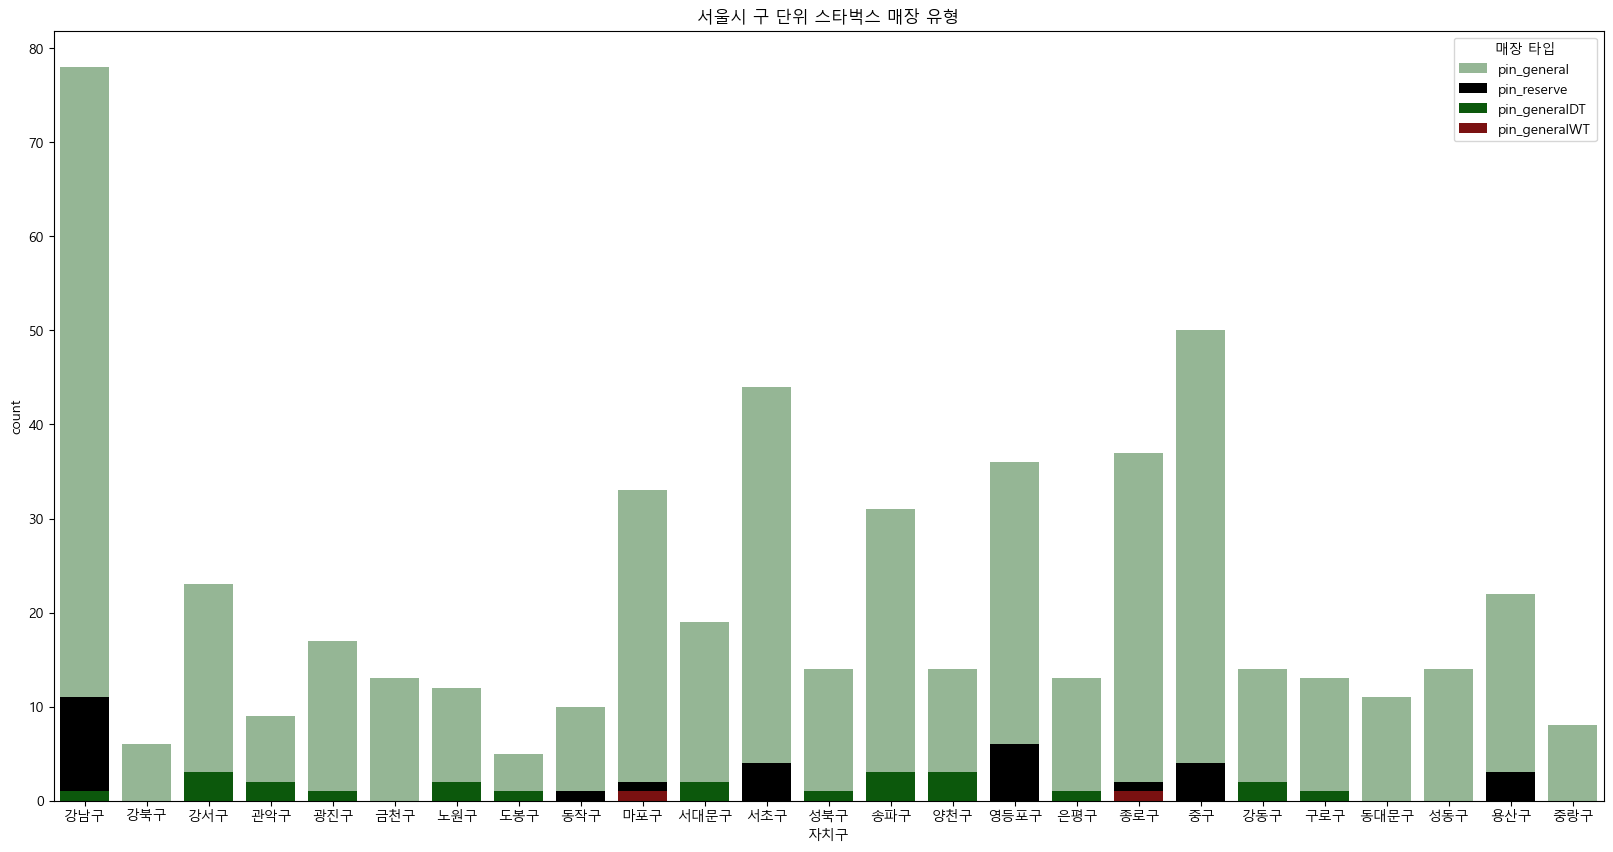 서울시 구 단위 스타벅스 매장 유형
매장 타입
pin_general
pin_reserve
pin_generalDT
pin_generalWT
80
70
60
50
40
30
20
10
0
count
강남구 강북구 강서구 관악구 광진구 금천구 노원구 도봉구 동작구 마포구 서대문구 서초구 성북구 송파구 양천구 영등포구 은평구 종로구 중구 강동구 구로구 동대문구 성동구 용산구 중랑구
자치구